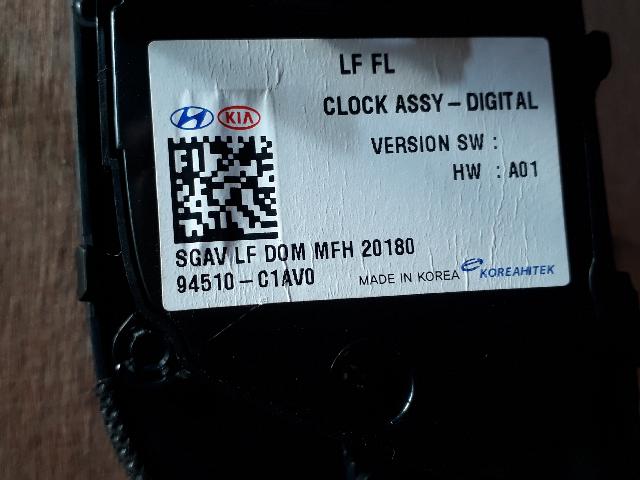 LF FL
CLOCK ASSY - DIGITAL
KIA
VERSION SW :
HW : A01
SGAV LF DOM MFH 20180
94510 - C1AV0
MADE IN KOREA
KOREAHITEK